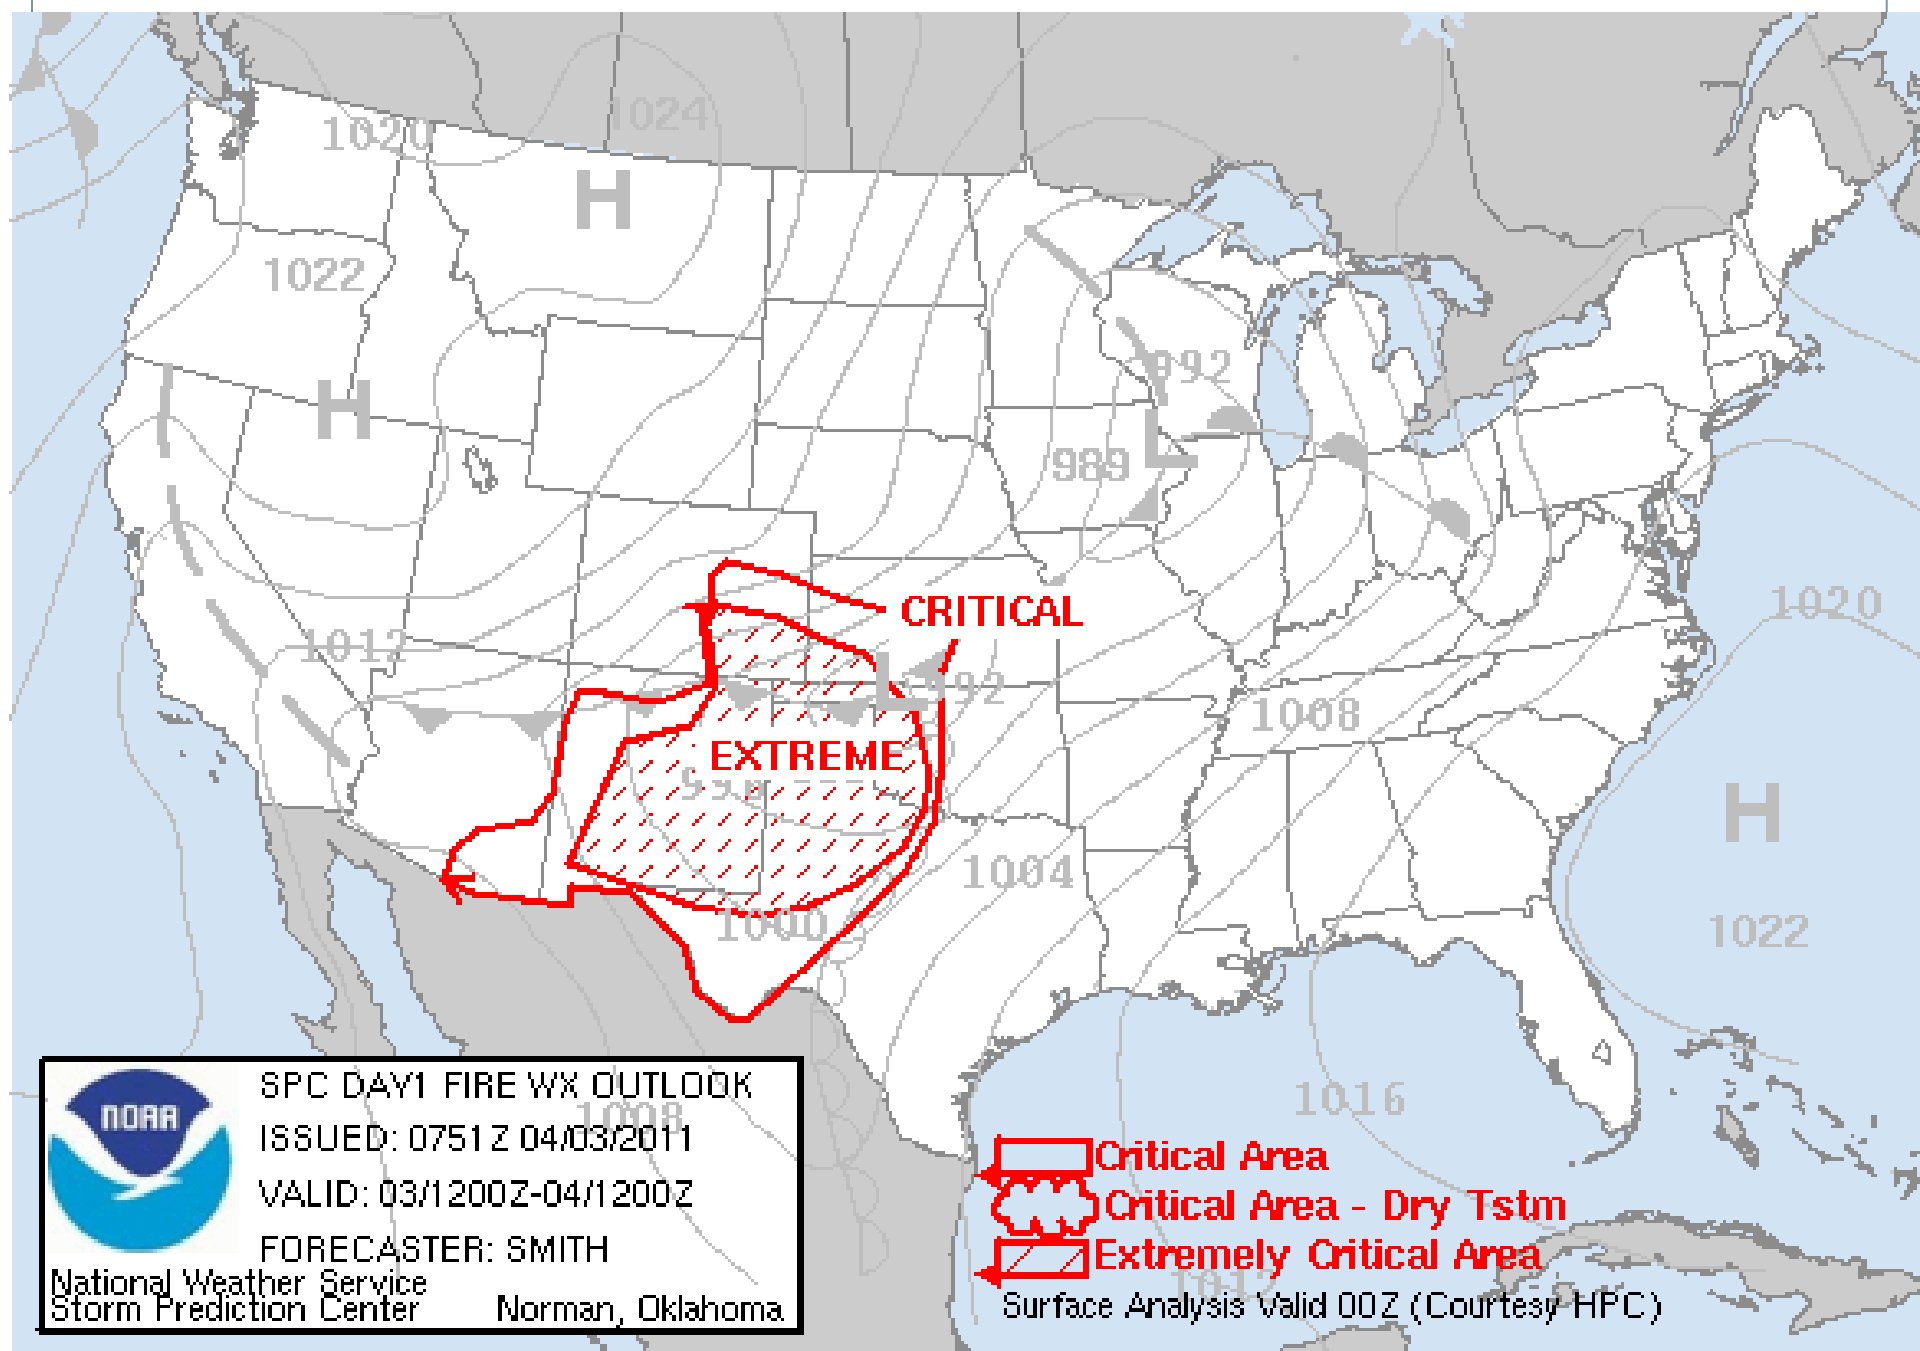 1024
1020
H
1022
992
H
L
989
CRITICAL
1020
1012
L
992
1008
EXTREME
H
1004
1000
1022
1016
1008
1012
NOAA
SPC DAY1 FIRE WX OUTLOOK
ISSUED: 0751Z 04/03/2011
VALID: 03/1200Z-04/1200Z
FORECASTER: SMITH
National Weather Service
Storm Prediction Center Norman, Oklahoma
Critical Area
Critical Area - Dry Tstm
Extremely Critical Area
Surface Analysis Valid 00Z (Courtesy HPC)